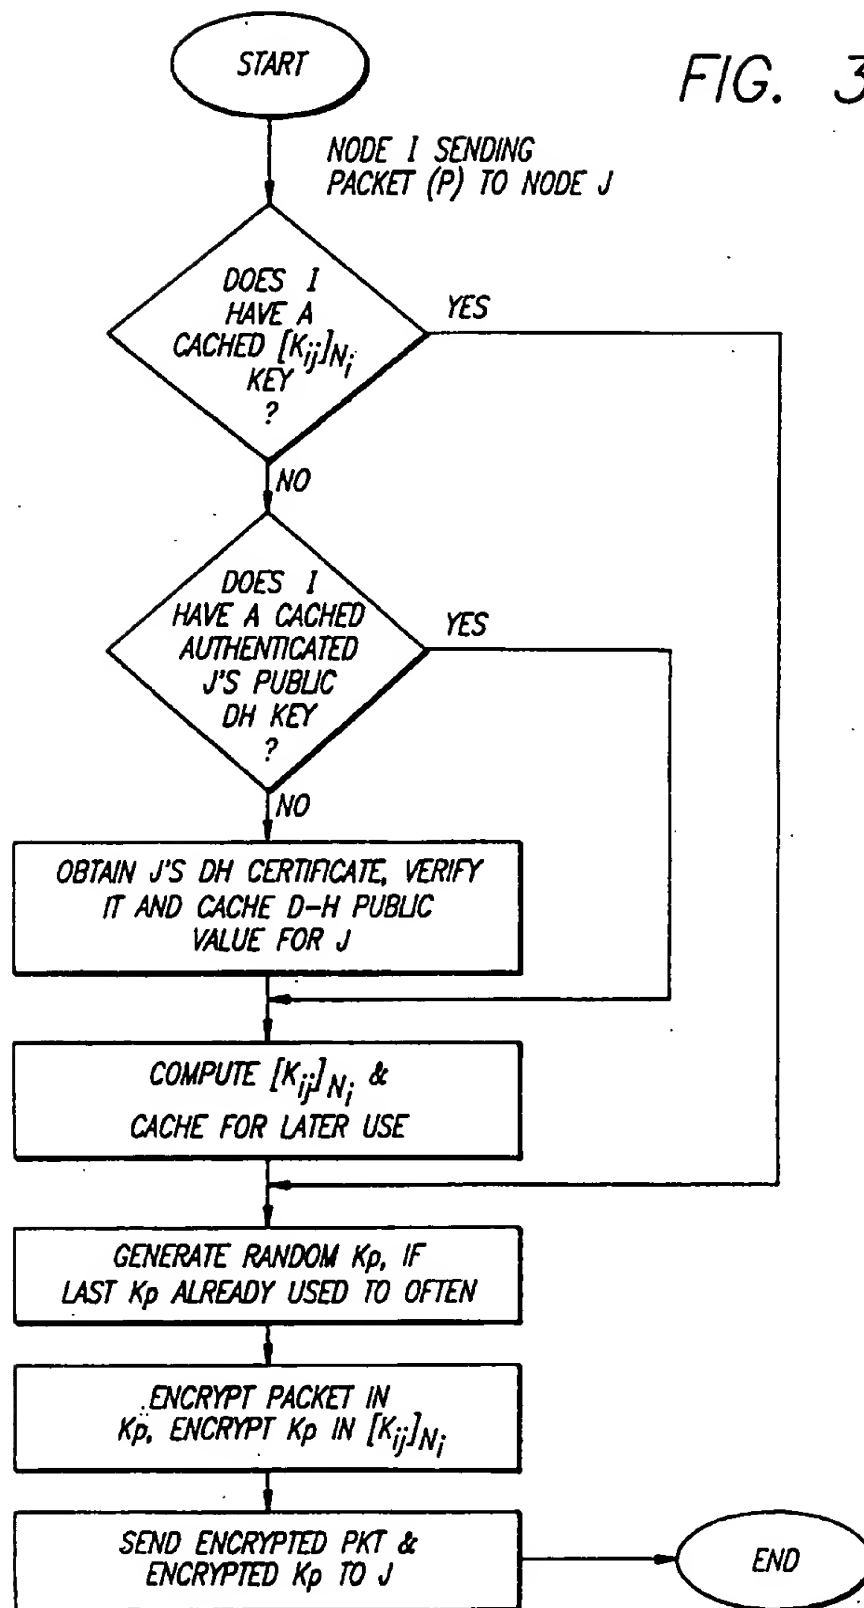 START
FIG. 3
NODE I SENDING
PACKET (P) TO NODE J
DOES I
HAVE A
CACHED [Kij]Ni
KEY
?
YES
NO
DOES I
HAVE A CACHED
AUTHENTICATED
J'S PUBLIC
DH KEY
?
YES
NO
OBTAIN J'S DH CERTIFICATE, VERIFY
IT AND CACHE D-H PUBLIC
VALUE FOR J
COMPUTE [Kij]Ni &
CACHE FOR LATER USE
GENERATE RANDOM Kp, IF
LAST Kp ALREADY USED TO OFTEN
ENCRYPT PACKET IN
Kp, ENCRYPT Kp IN [Kij]Ni
SEND ENCRYPTED PKT &
ENCRYPTED Kp TO J
END